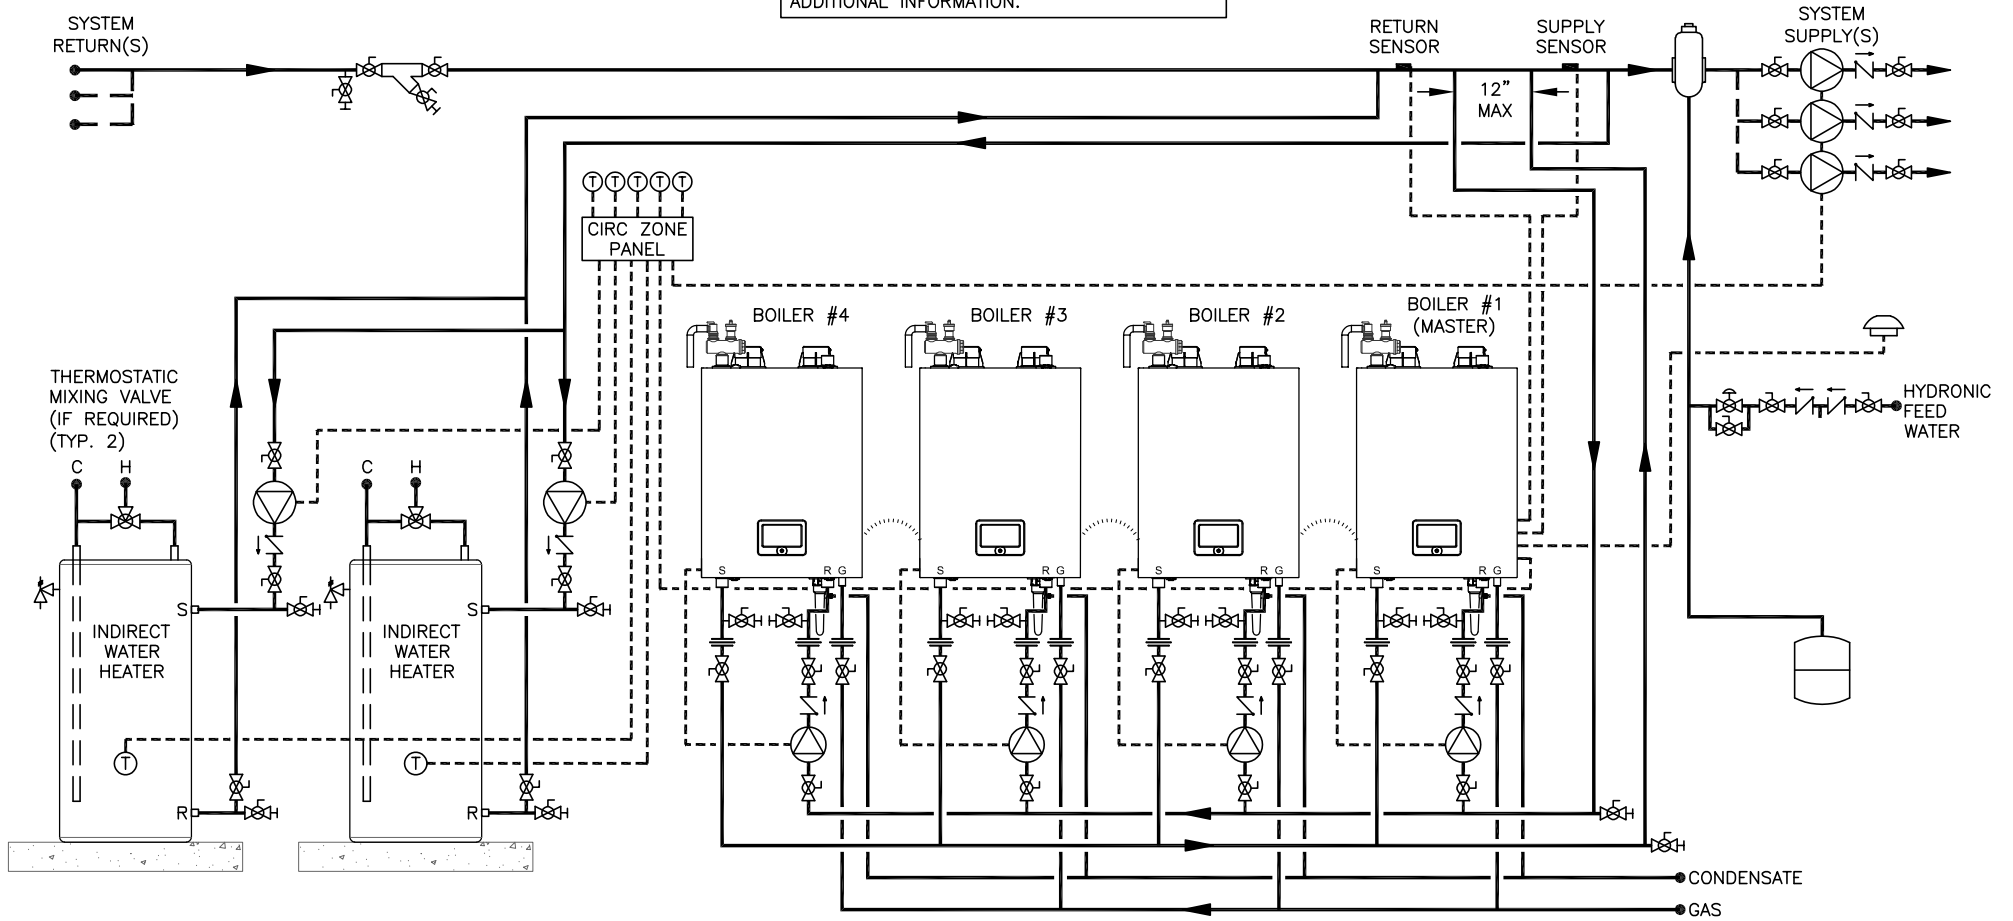 ADDITIONAL INFORMATION.
SYSTEM
RETURN(S)
RETURN
SENSOR
SUPPLY
SENSOR
SYSTEM
SUPPLY(S)
12"
MAX
T T T T T
CIRC ZONE
PANEL
BOILER #4
BOILER #3
BOILER #2
BOILER #1
(MASTER)
THERMOSTATIC
MIXING VALVE
(IF REQUIRED)
(TYP. 2)
HYDRONIC
FEED
WATER
C H
C H
S R G
S R G
S R G
S R G
S
INDIRECT
WATER
HEATER
T
R
S
INDIRECT
WATER
HEATER
T
R
CONDENSATE
GAS